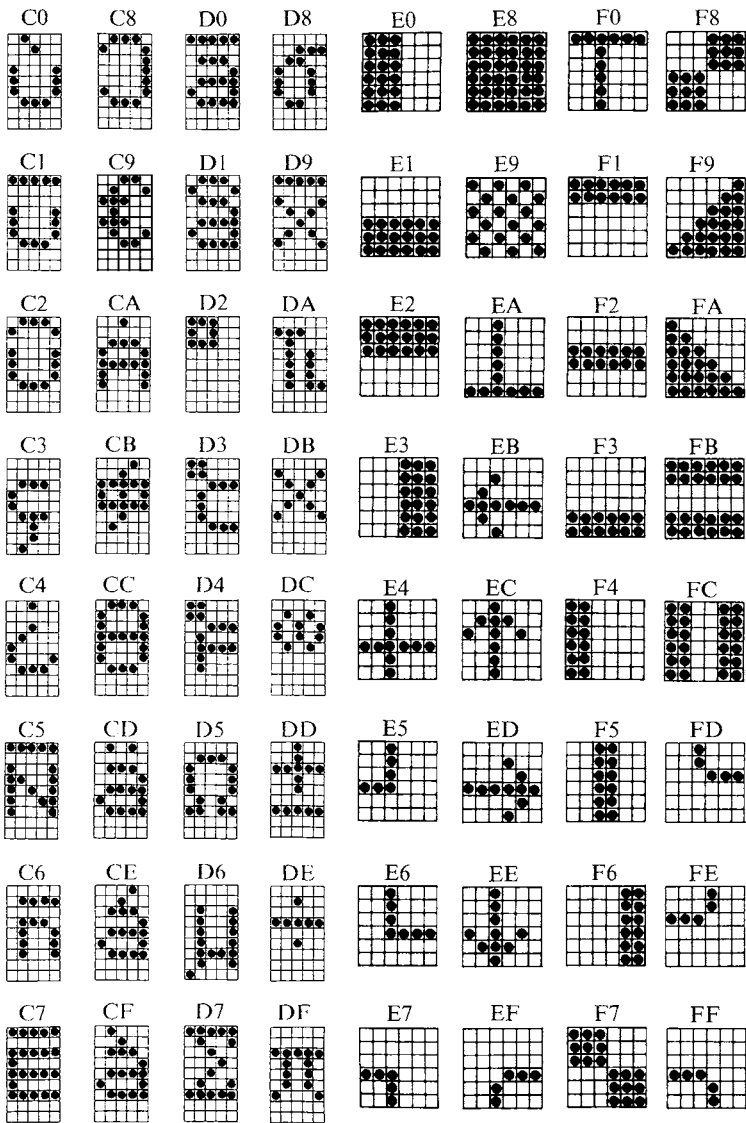 C0 C8 D0 D8 E0 E8 F0 F8
C1 C9 D1 D9 E1 E9 F1 F9
C2 CA D2 DA E2 EA F2 FA
C3 CB D3 DB E3 EB F3 FB
C4 CC D4 DC E4 EC F4 FC
C5 CD D5 DD E5 ED F5 FD
C6 CE D6 DE E6 EE F6 FE
C7 CF D7 DF E7 EF F7 FF